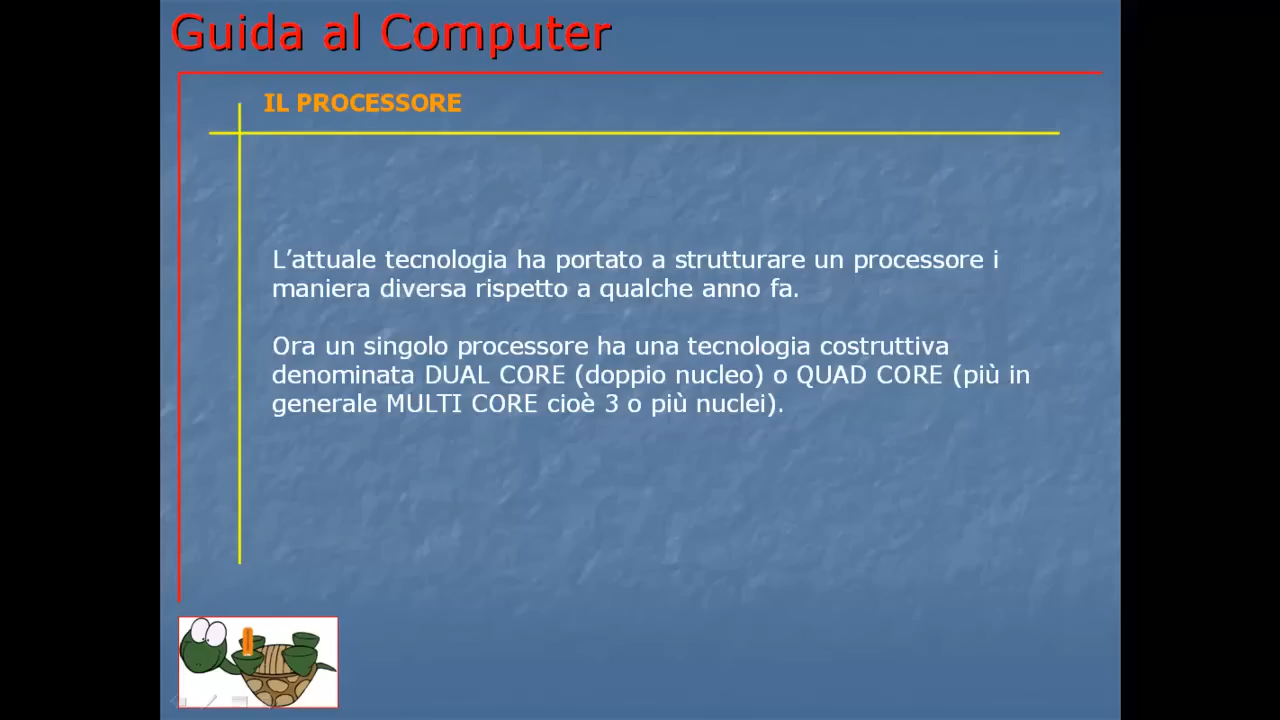 Guida al Computer
IL PROCESSORE
L’attuale tecnologia ha portato a strutturare un processore i
maniera diversa rispetto a qualche anno fa.
Ora un singolo processore ha una tecnologia costruttiva
denominata DUAL CORE (doppio nucleo) o QUAD CORE (più in
generale MULTI CORE cioè 3 o più nuclei).